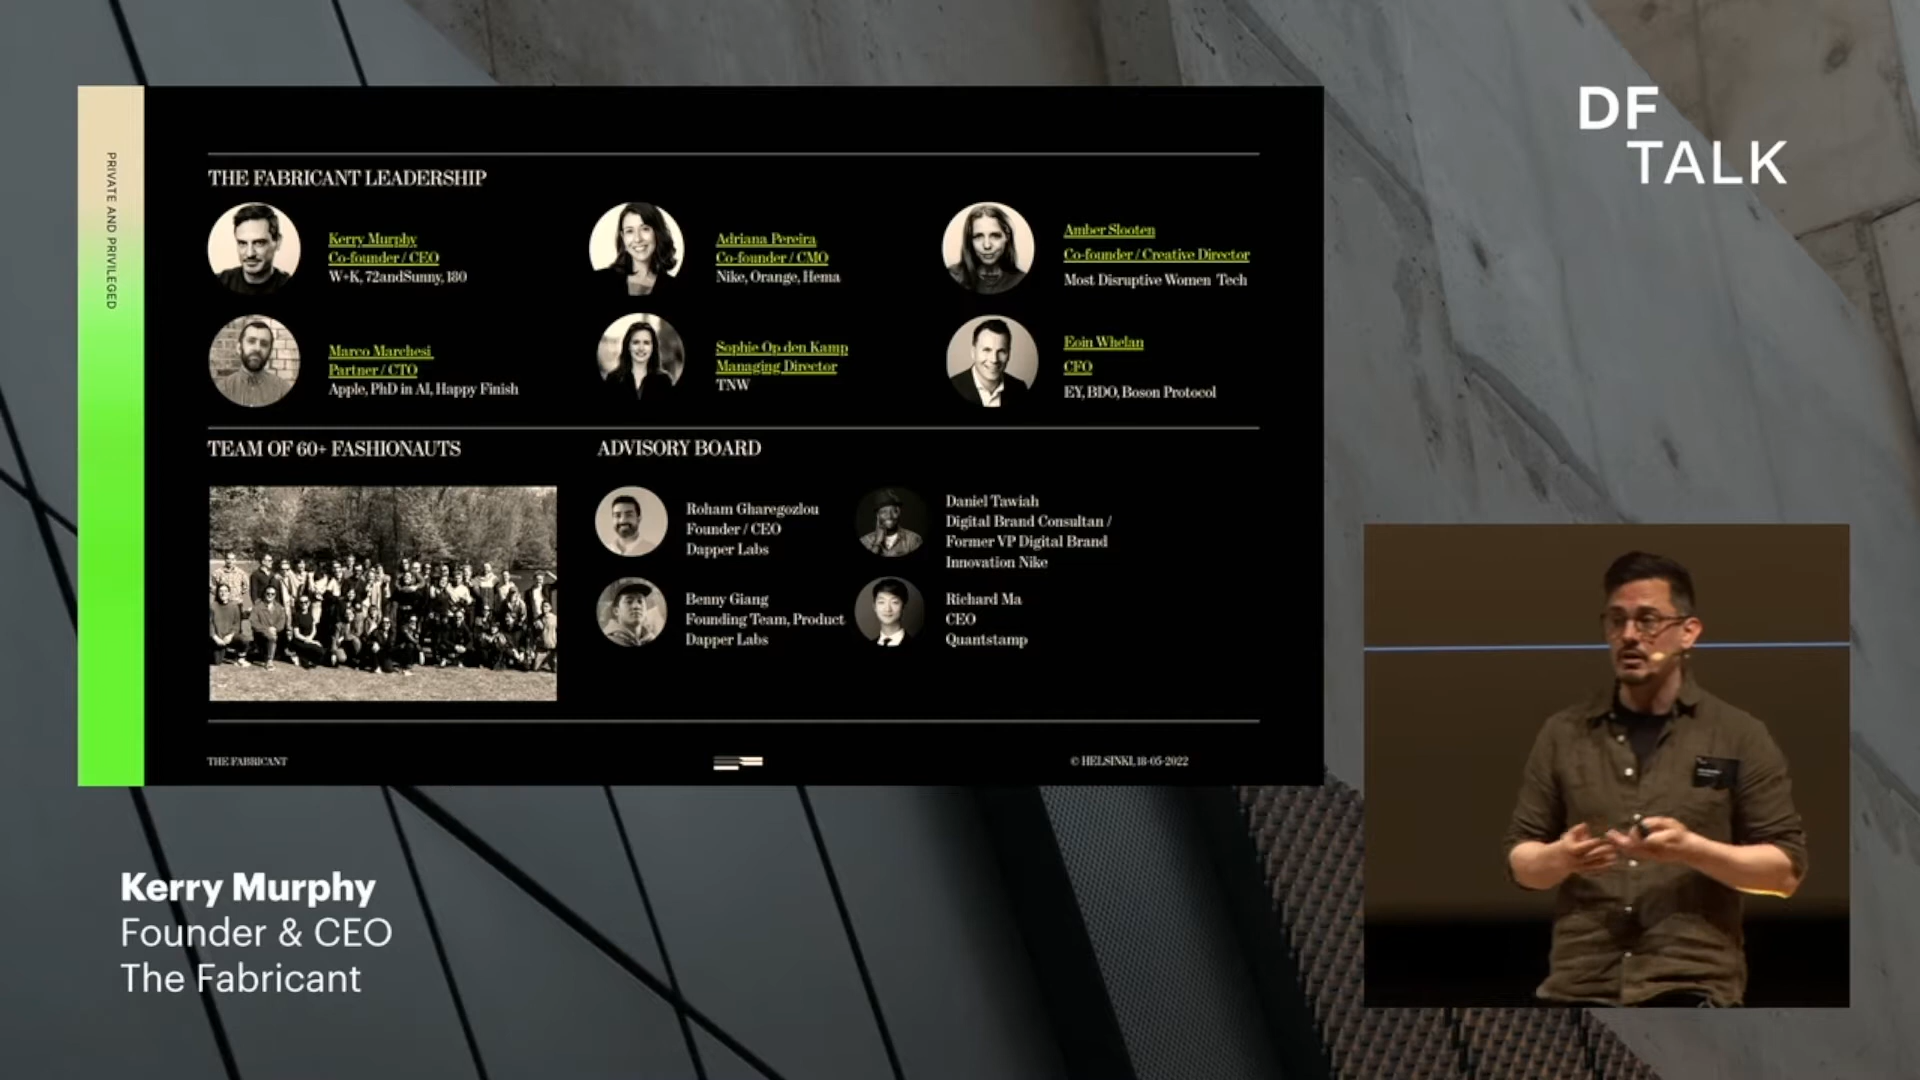 DF
TALK
PRIVATE AND PRIVILEGED
THE FABRICANT LEADERSHIP
Kerry Murphy
Co-founder / CEO
W+K, 72andSunny, 180
Adriana Pereira
Co-founder / CMO
Nike, Orange, Hema
Amber Slooten
Co-founder / Creative Director
Most Disruptive Women Tech
Marco Marchesi
Partner / CTO
Apple, PhD in AI, Happy Finish
Sophie Op den Kamp
Managing Director
TNW
Eoin Whelan
CFO
EY, BDO, Boson Protocol
TEAM OF 60+ FASHIONAUTS
ADVISORY BOARD
Roham Gharegozlou
Founder / CEO
Dapper Labs
Daniel Tawiah
Digital Brand Consultan /
Former VP Digital Brand
Innovation Nike
Benny Giang
Founding Team, Product
Dapper Labs
Richard Ma
CEO
Quantstamp
THE FABRICANT
© HELSINKI, 18-05-2022
Kerry Murphy
Founder & CEO
The Fabricant